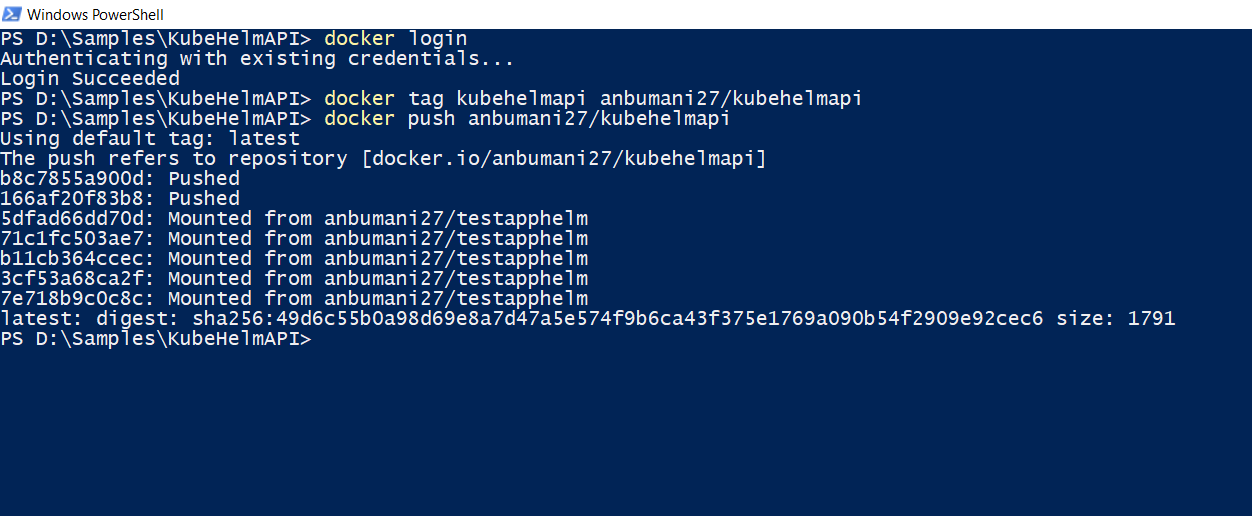 Windows PowerShell
PS D:\Samples\KubeHelmAPI> docker login
Authenticating with existing credentials...
Login Succeeded
PS D:\Samples\KubeHelmAPI> docker tag kubehelmapi anbumani27/kubehelmapi
PS D:\Samples\KubeHelmAPI> docker push anbumani27/kubehelmapi
Using default tag: latest
The push refers to repository [docker.io/anbumani27/kubehelmapi]
b8c7855a900d: Pushed
166af20f83b8: Pushed
5dfad66dd70d: Mounted from anbumani27/testapphelm
71c1fc503ae7: Mounted from anbumani27/testapphelm
b11cb364ccec: Mounted from anbumani27/testapphelm
3cf53a68ca2f: Mounted from anbumani27/testapphelm
7e718b9c0c8c: Mounted from anbumani27/testapphelm
latest: digest: sha256:49d6c55b0a98d69e8a7d47a5e574f9b6ca43f375e1769a090b54f2909e92cec6 size: 1791
PS D:\Samples\KubeHelmAPI>